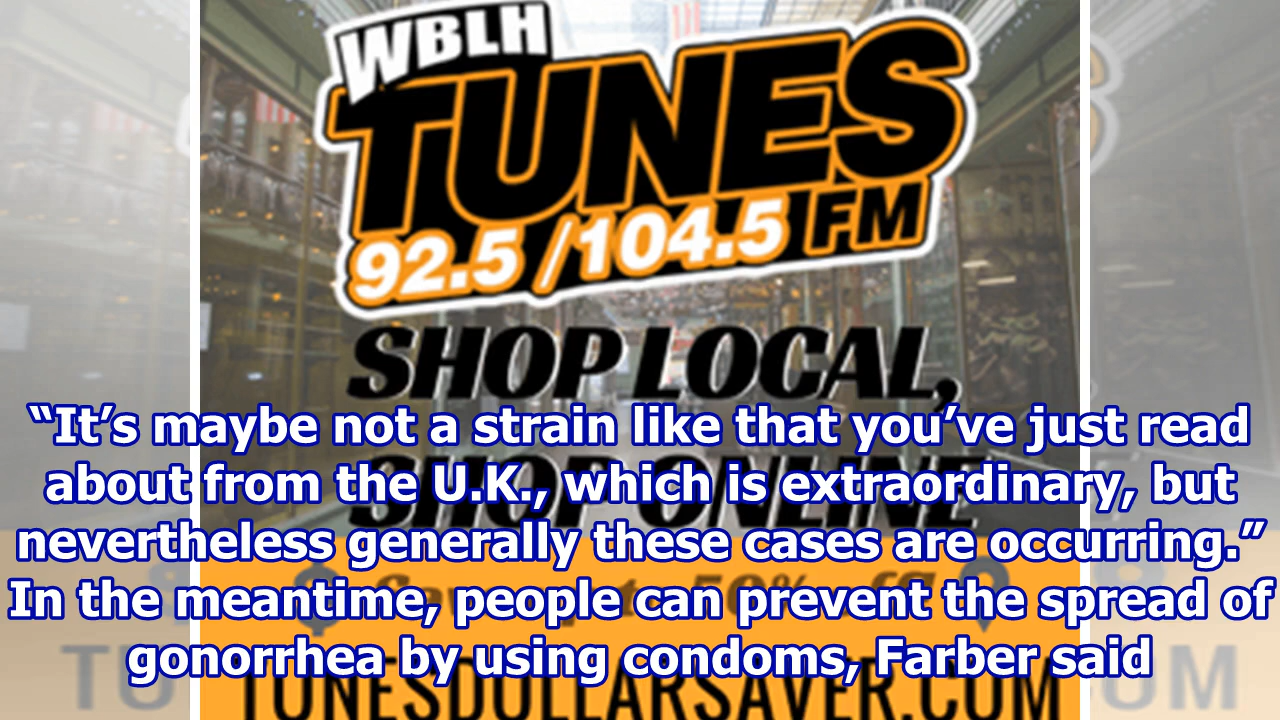 WBLH
TUNES
92.5 / 104.5 FM
SHOP LOCAL,
SHOP ONLINE
“It’s maybe not a strain like that you’ve just read
about from the U.K., which is extraordinary, but
nevertheless generally these cases are occurring.”
In the meantime, people can prevent the spread of
gonorrhea by using condoms, Farber said
TUNESDOLLARSAVER.COM